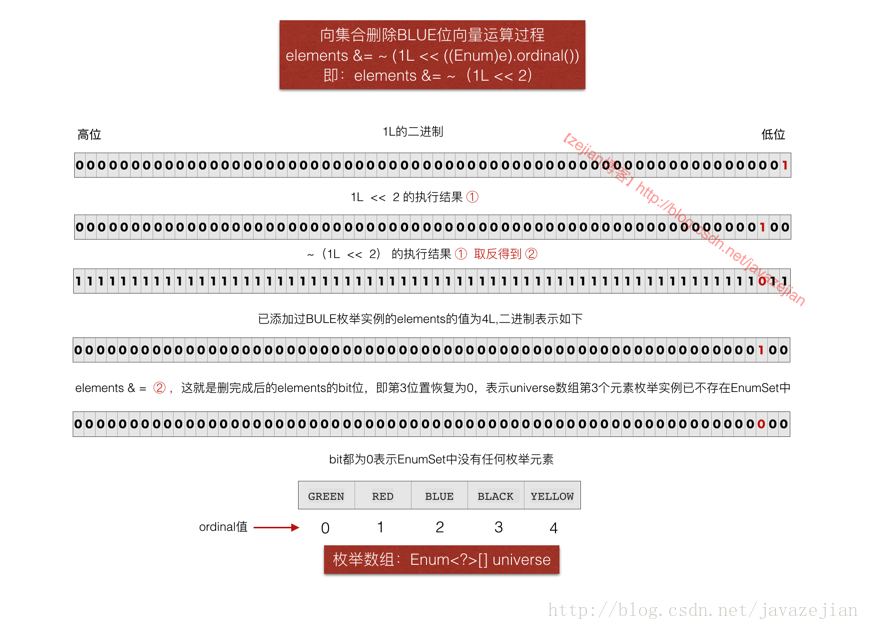 向集合删除BLUE位向量运算过程
elements &= ~ (1L << ((Enum)e).ordinal())
即：elements &= ~（1L << 2）
高位 1L的二进制 低位
0000000000000000000000000000000000000000000000000000000000000001
1L << 2 的执行结果 ①
0000000000000000000000000000000000000000000000000000000000000100
~（1L << 2） 的执行结果 ① 取反得到 ②
1111111111111111111111111111111111111111111111111111111111111011
已添加过BULE枚举实例的elements的值为4L,二进制表示如下
0000000000000000000000000000000000000000000000000000000000000100
elements & = ② ，这就是删完成后的elements的bit位，即第3位置恢复为0，表示universe数组第3个元素枚举实例已不存在EnumSet中
0000000000000000000000000000000000000000000000000000000000000000
bit都为0表示EnumSet中没有任何枚举元素
GREEN RED BLUE BLACK YELLOW
ordinal值 0 1 2 3 4
枚举数组：Enum<?>[] universe
【zejian博客】http://blog.csdn.net/javazejian
http://blog.csdn.net/javazejian